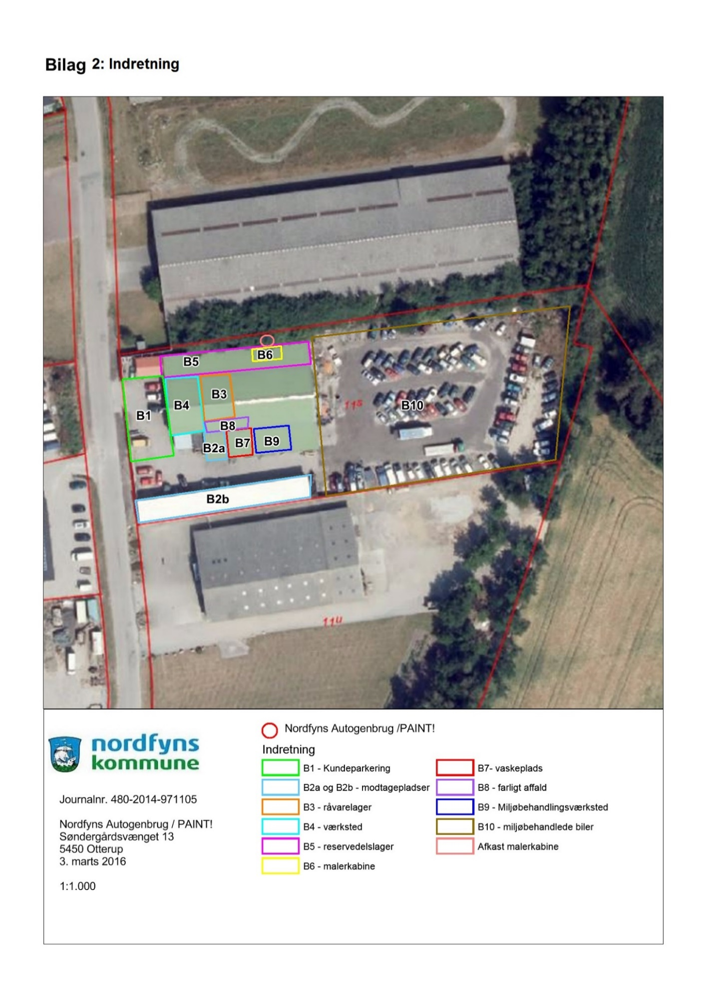 Bilag 2: Indretning
B5
B6
B3
B4
B1
B10
11s
B8
B2a
B7
B9
B2b
11u
nordfyns
kommune
Journalnr. 480-2014-971105
Nordfyns Autogenbrug / PAINT!
Søndergårdsvænget 13
5450 Otterup
3. marts 2016
1:1.000
Nordfyns Autogenbrug /PAINT!
Indretning
B1 - Kundeparkering
B2a og B2b - modtagepladser
B3 - råvarelager
B4 - værksted
B5 - reservedelslager
B6 - malerkabine
B7- vaskeplads
B8 - farligt affald
B9 - Miljøbehandlingsværksted
B10 - miljøbehandlede biler
Afkast malerkabine